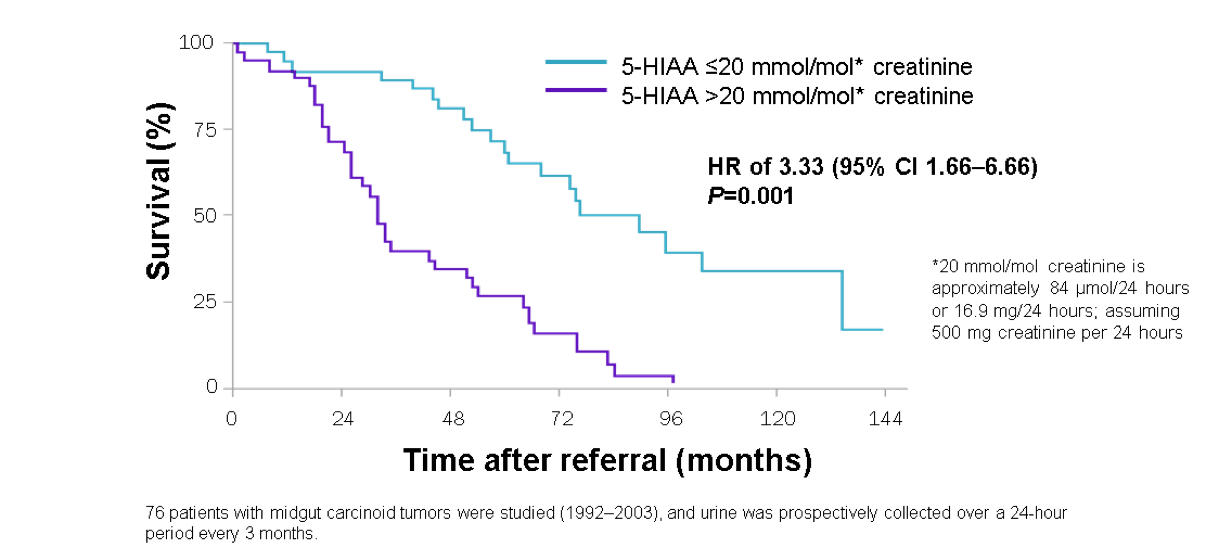 100
75
50
25
0
Survival (%)
5-HIAA ≤20 mmol/mol* creatinine
5-HIAA >20 mmol/mol* creatinine
HR of 3.33 (95% CI 1.66–6.66)
P=0.001
*20 mmol/mol creatinine is
approximately 84 µmol/24 hours
or 16.9 mg/24 hours; assuming
500 mg creatinine per 24 hours
0 24 48 72 96 120 144
Time after referral (months)
76 patients with midgut carcinoid tumors were studied (1992–2003), and urine was prospectively collected over a 24-hour
period every 3 months.